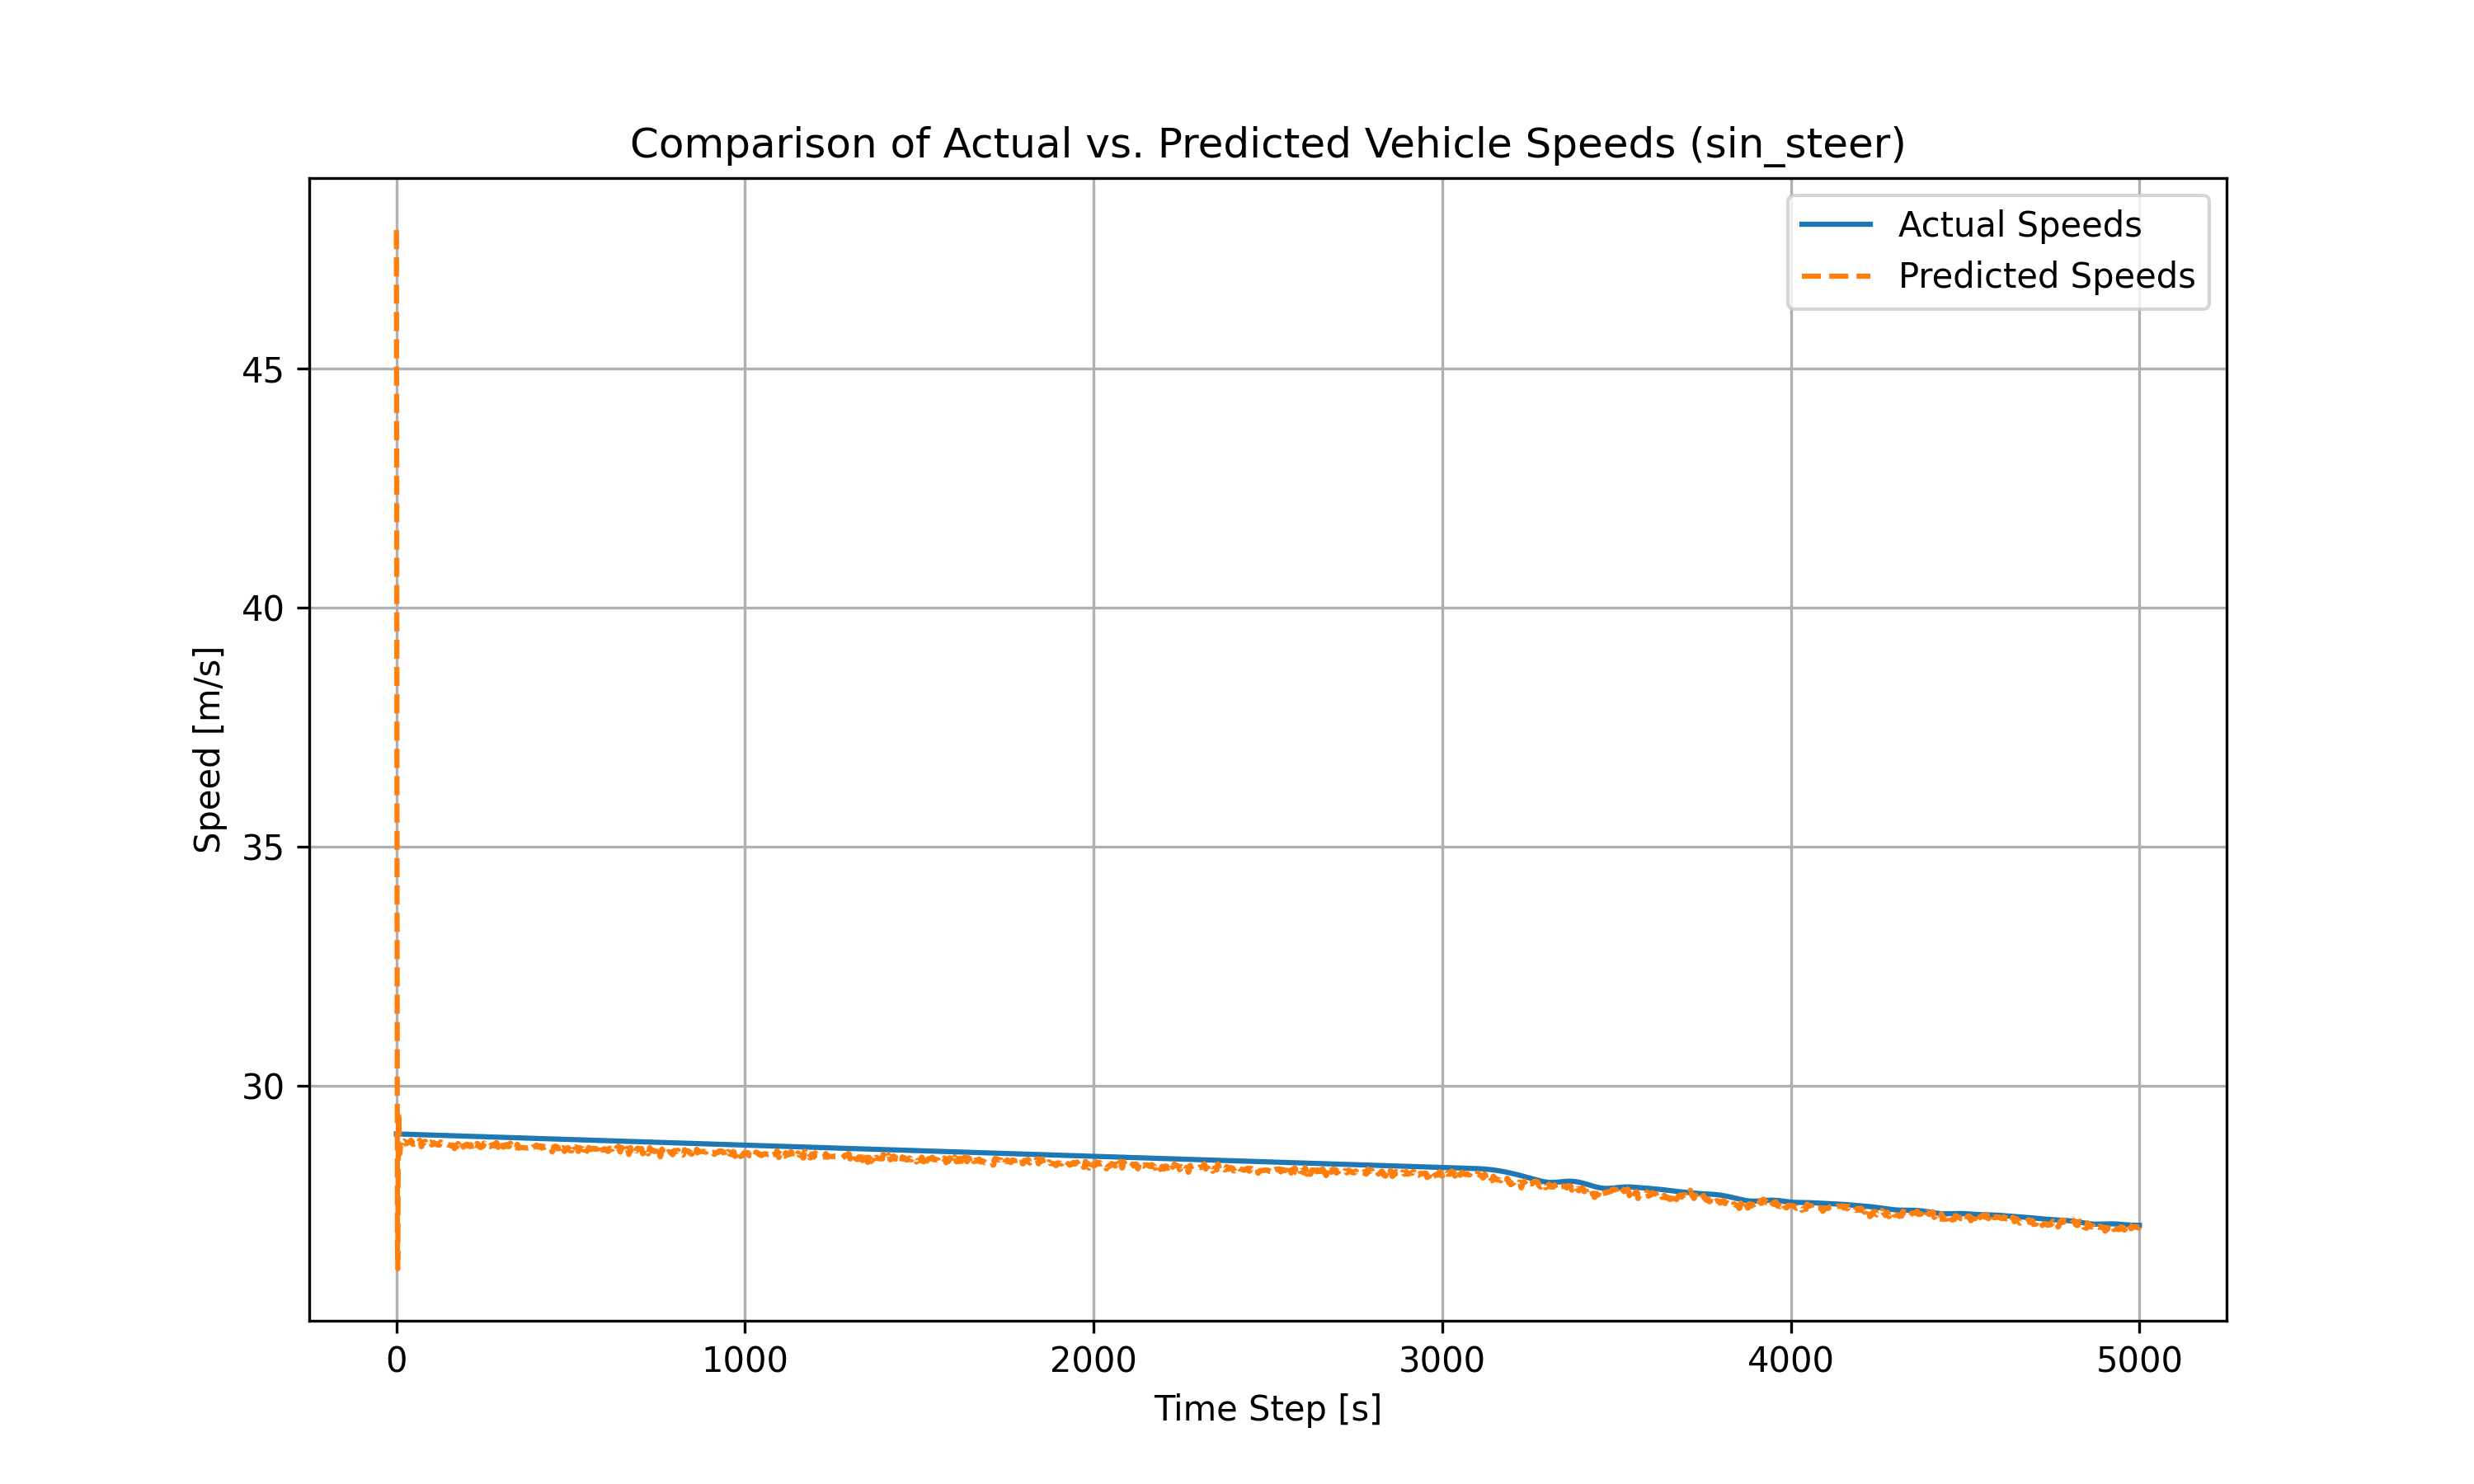 Comparison of Actual vs. Predicted Vehicle Speeds (sin_steer)
Actual Speeds
Predicted Speeds
45
40
35
30
Speed [m/s]
0 1000 2000 3000 4000 5000
Time Step [s]